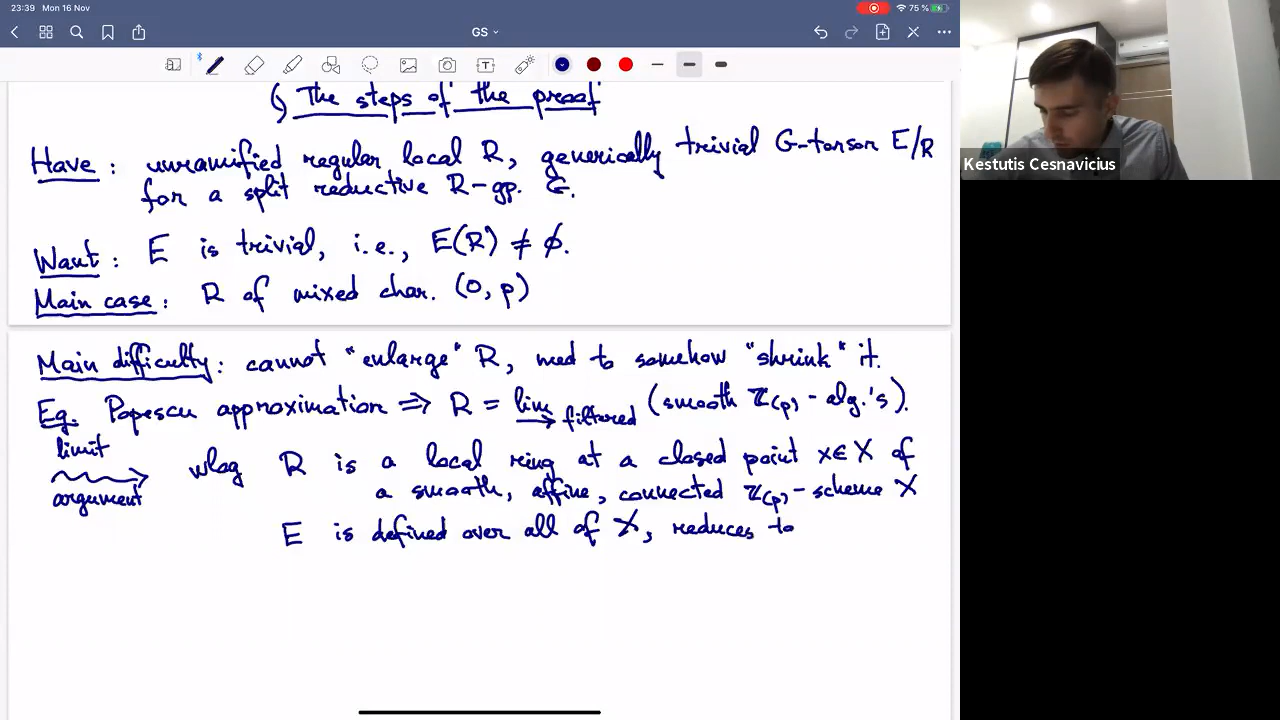 23:39 Mon 16 Nov
75 %
GS
The steps of the proof
Have: unramified regular local R, generically trivial G-torsor E/R
for a split reductive R-gp. G.
Want: E is trivial, i.e., E(R) ≠ ∅.
Main case: R of mixed char. (0, p)
Main difficulty: cannot "enlarge" R, need to somehow "shrink" it.
Eg. Popescu approximation ⟹ R = lim→ filtered (smooth ℤ(p) - alg.'s).
limit argument ⇝ wlog R is a local ring at a closed point x∈X of
a smooth, affine, connected ℤ(p) - scheme X
E is defined over all of X, reduces to
Kestutis Cesnavicius